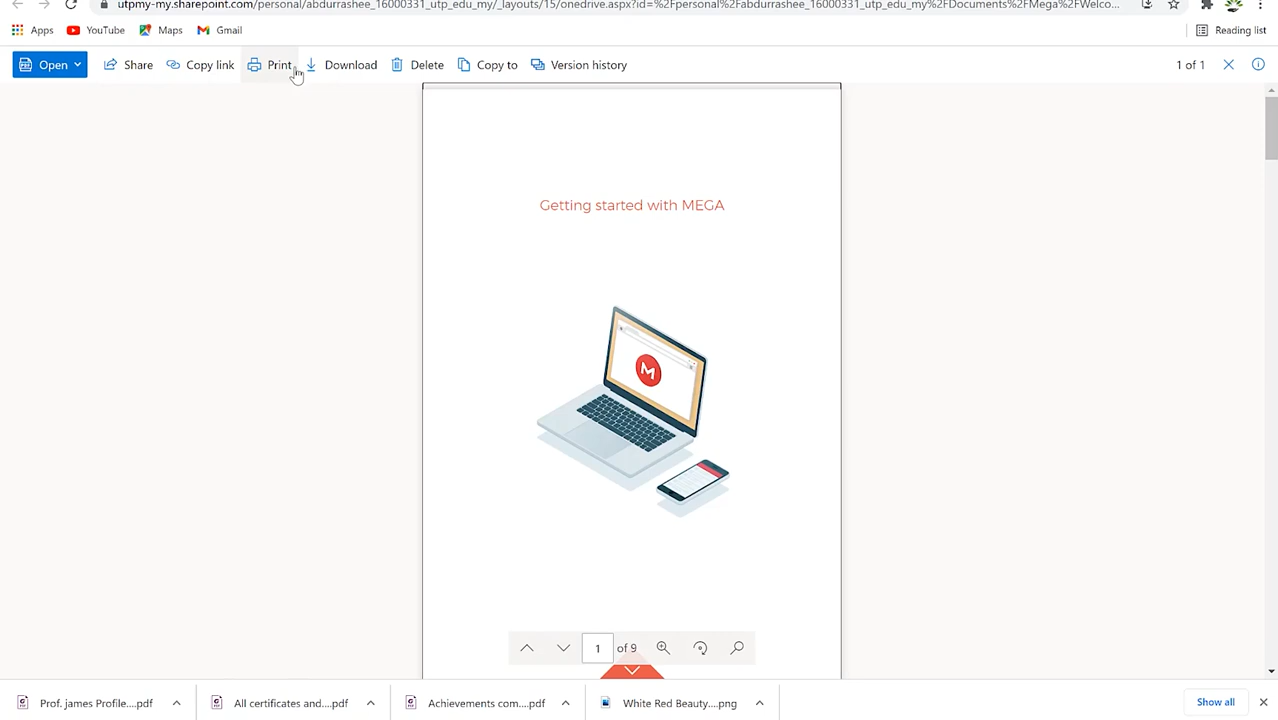 utpmy-my.sharepoint.com/personal/abdurrashee_16000331_utp_edu_my/_layouts/15/onedrive.aspx?id=%2Fpersonal%2Fabdurrashee_16000331_utp_edu_my%2FDocuments%2FMega%2FWelco...
Apps YouTube Maps Gmail Reading list
Open Share Copy link Print Download Delete Copy to Version history 1 of 1
Getting started with MEGA
M
1 of 9
Prof. james Profile....pdf All certificates and....pdf Achievements com....pdf White Red Beauty....png Show all